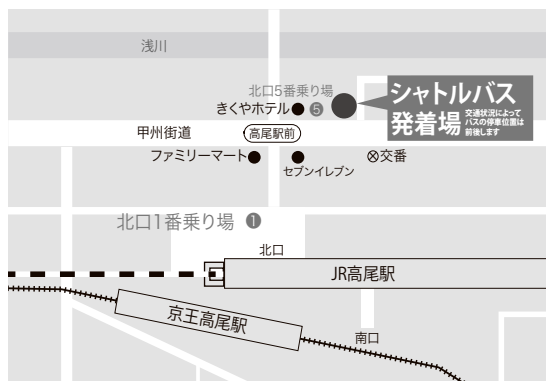 浅川
北口5番乗り場
きくやホテル
⑤
シャトルバス
発着場
交通状況によって
バスの停車位置は
前後します
甲州街道
高尾駅前
ファミリーマート
セブンイレブン
交番
北口1番乗り場 ①
北口
JR高尾駅
京王高尾駅
南口